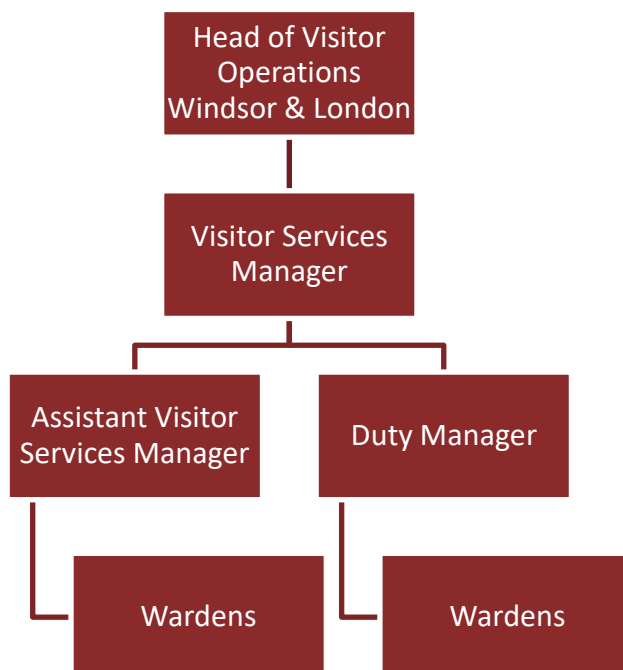 Head of Visitor
Operations
Windsor & London
Visitor Services
Manager
Assistant Visitor
Services Manager
Duty Manager
Wardens
Wardens